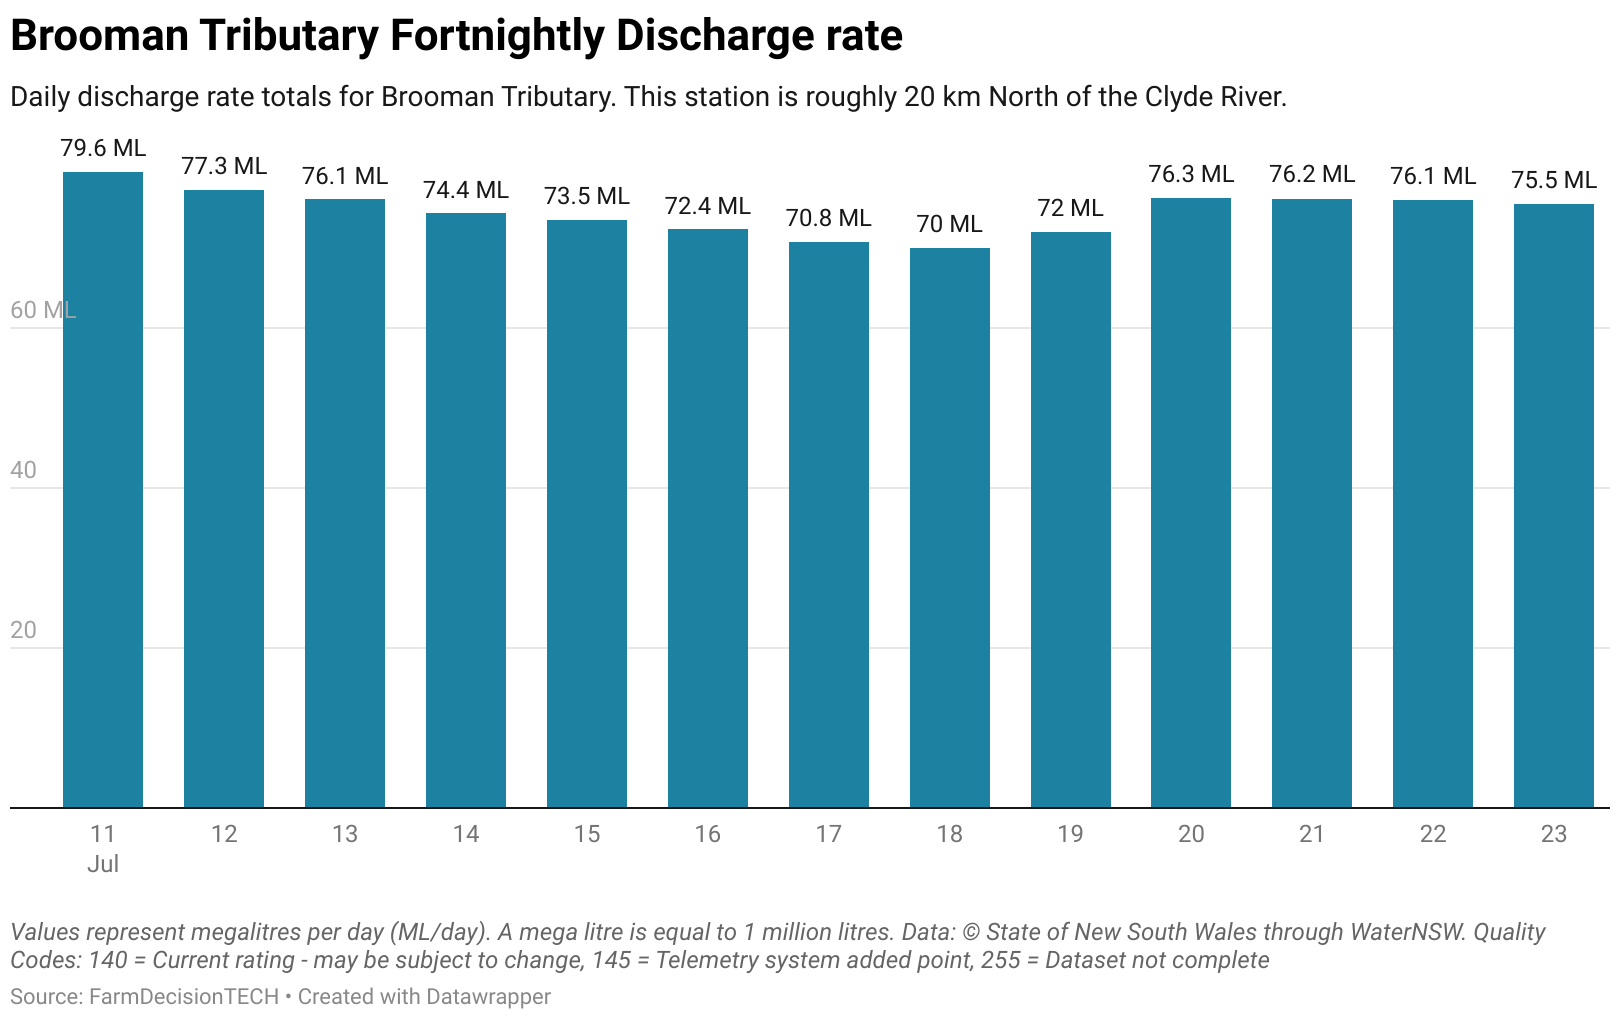 Brooman Tributary Fortnightly Discharge rate
Daily discharge rate totals for Brooman Tributary. This station is roughly 20 km North of the Clyde River.
79.6 ML
77.3 ML
76.1 ML
74.4 ML
73.5 ML
72.4 ML
70.8 ML
70 ML
72 ML
76.3 ML
76.2 ML
76.1 ML
75.5 ML
60 ML
40
20
11 12 13 14 15 16 17 18 19 20 21 22 23
Jul
Values represent megalitres per day (ML/day). A mega litre is equal to 1 million litres. Data: © State of New South Wales through WaterNSW. Quality
Codes: 140 = Current rating - may be subject to change, 145 = Telemetry system added point, 255 = Dataset not complete
Source: FarmDecisionTECH • Created with Datawrapper